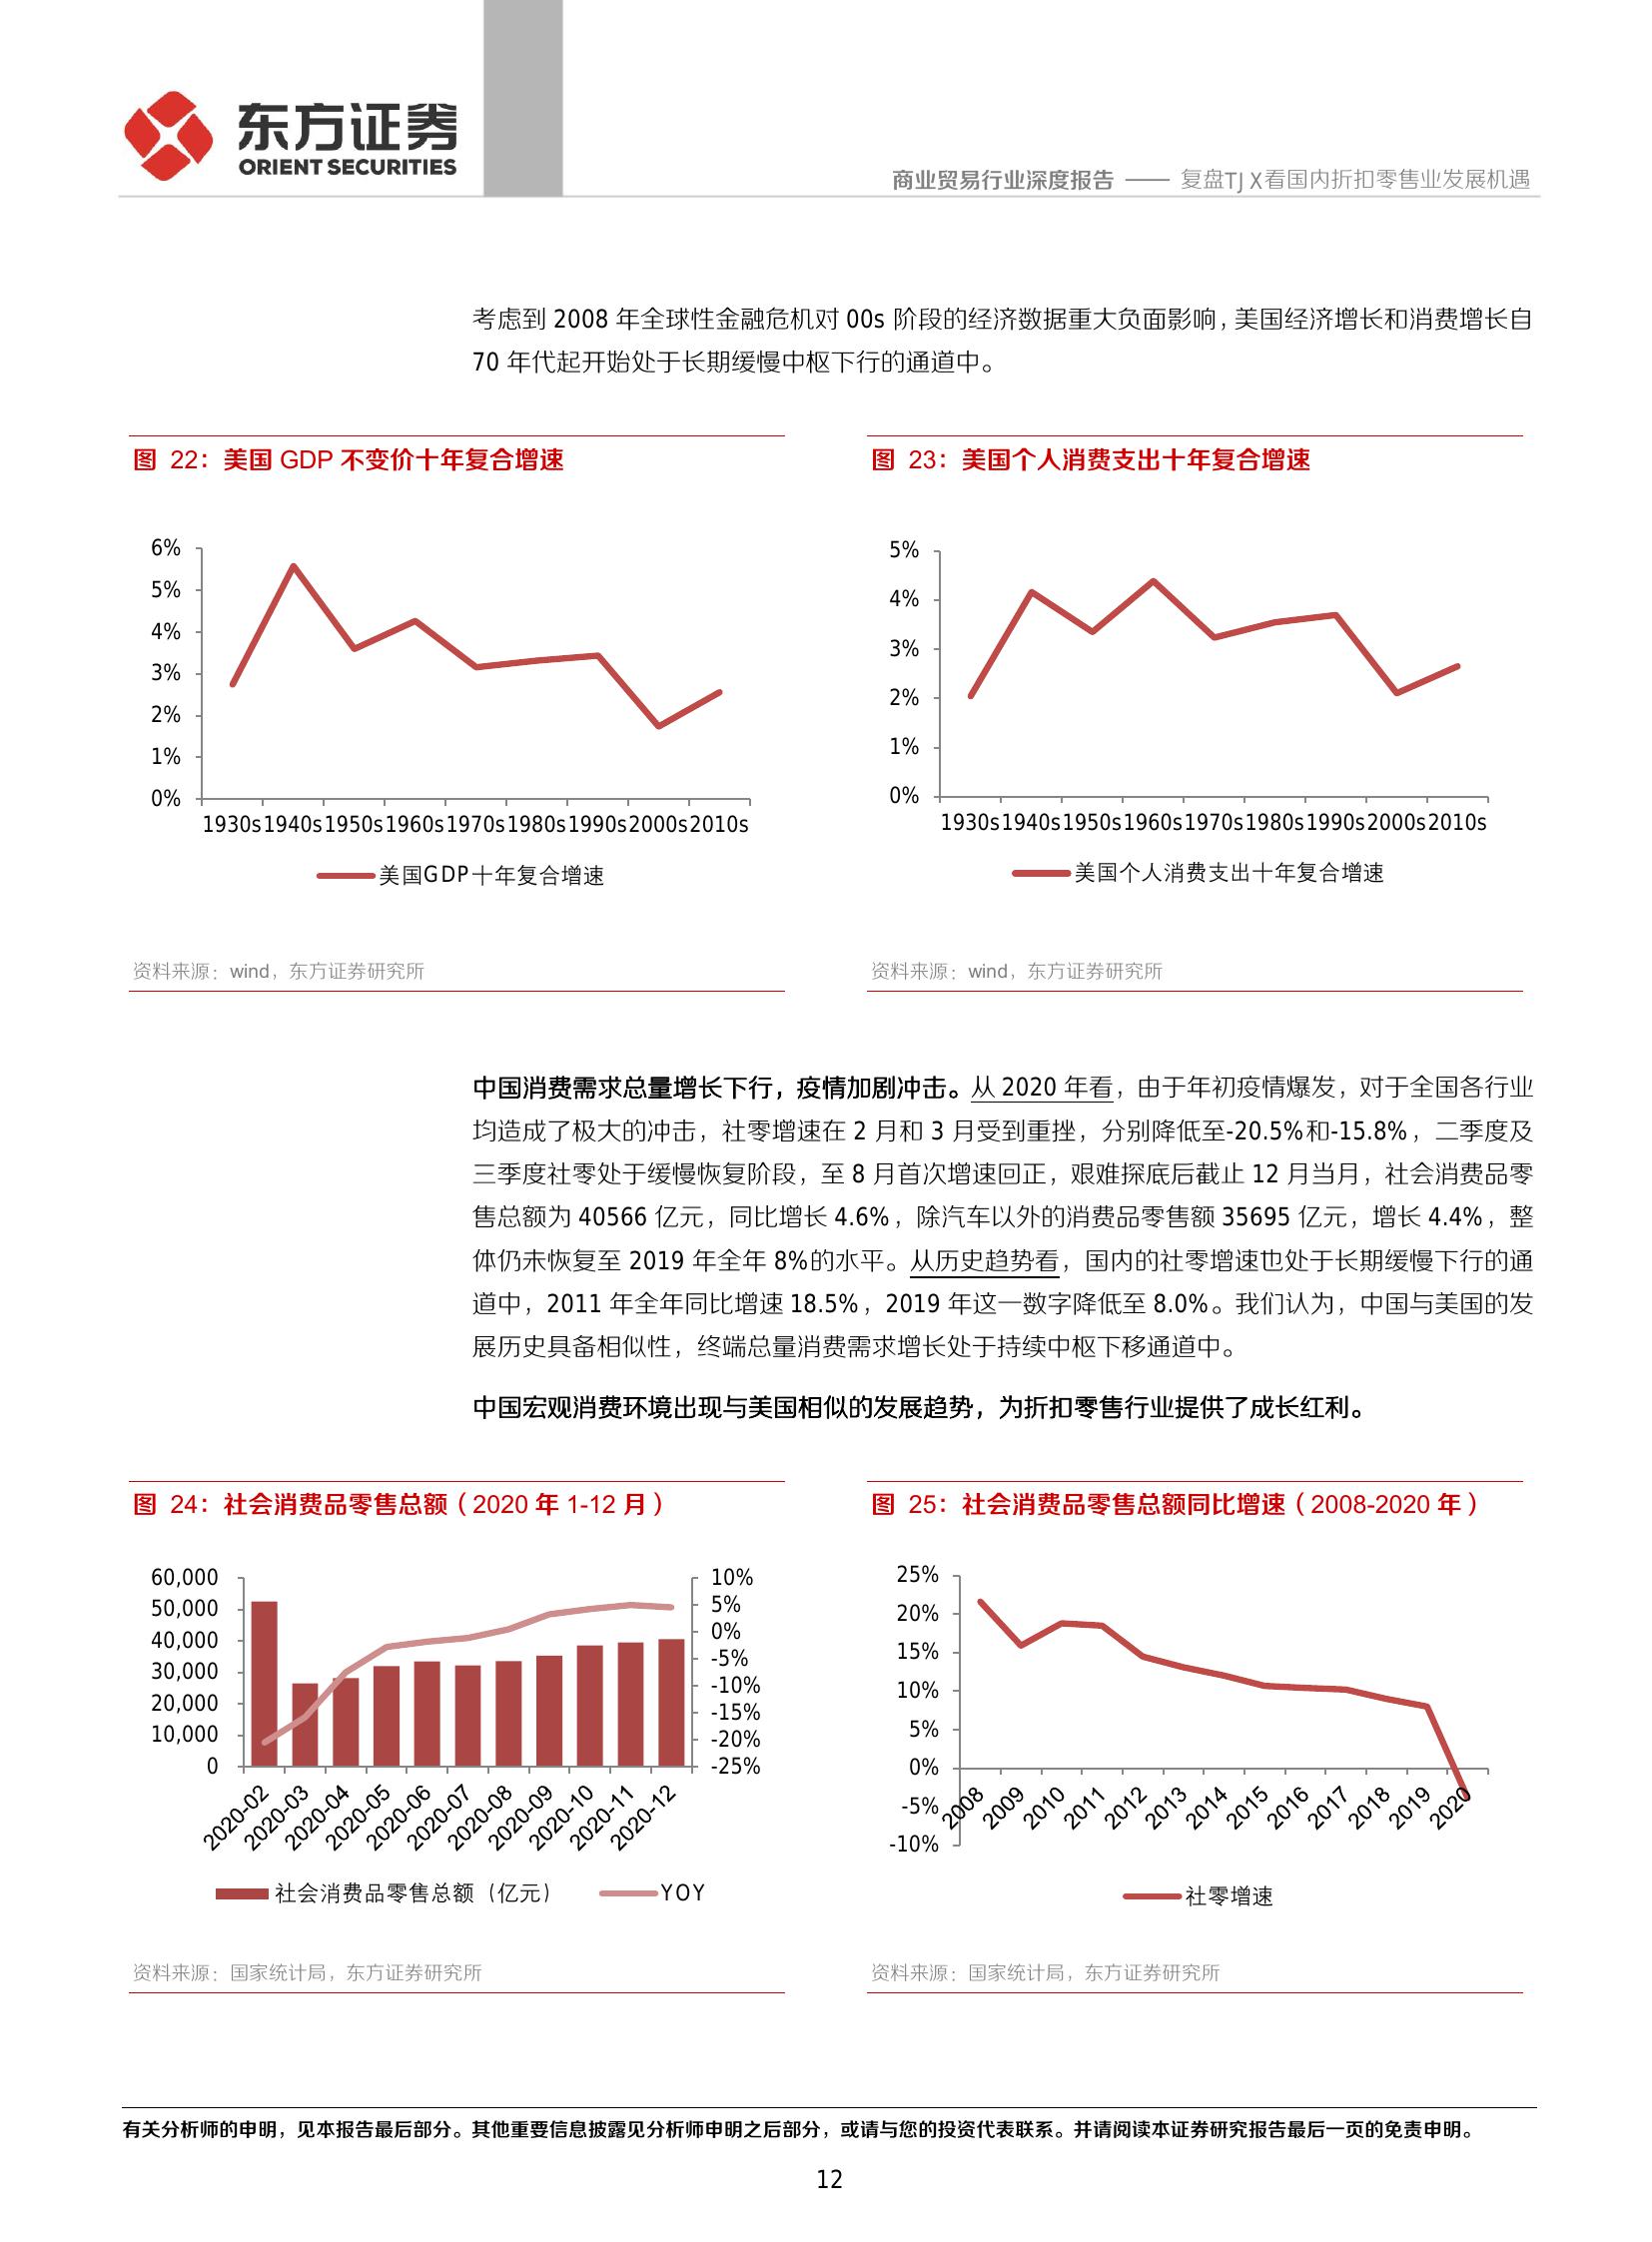 东方证券
ORIENT SECURITIES
商业贸易行业深度报告 —— 复盘TJX看国内折扣零售业发展机遇
考虑到 2008 年全球性金融危机对 00s 阶段的经济数据重大负面影响，美国经济增长和消费增长自
70 年代起开始处于长期缓慢中枢下行的通道中。
图 22：美国 GDP 不变价十年复合增速
6%
5%
4%
3%
2%
1%
0%
1930s 1940s 1950s 1960s 1970s 1980s 1990s 2000s 2010s
美国GDP十年复合增速
资料来源：wind，东方证券研究所
图 23：美国个人消费支出十年复合增速
5%
4%
3%
2%
1%
0%
1930s 1940s 1950s 1960s 1970s 1980s 1990s 2000s 2010s
美国个人消费支出十年复合增速
资料来源：wind，东方证券研究所
中国消费需求总量增长下行，疫情加剧冲击。从 2020 年看，由于年初疫情爆发，对于全国各行业
均造成了极大的冲击，社零增速在 2 月和 3 月受到重挫，分别降低至-20.5%和-15.8%，二季度及
三季度社零处于缓慢恢复阶段，至 8 月首次增速回正，艰难探底后截止 12 月当月，社会消费品零
售总额为 40566 亿元，同比增长 4.6%，除汽车以外的消费品零售额 35695 亿元，增长 4.4%，整
体仍未恢复至 2019 年全年 8%的水平。从历史趋势看，国内的社零增速也处于长期缓慢下行的通
道中，2011 年全年同比增速 18.5%，2019 年这一数字降低至 8.0%。我们认为，中国与美国的发
展历史具备相似性，终端总量消费需求增长处于持续中枢下移通道中。
中国宏观消费环境出现与美国相似的发展趋势，为折扣零售行业提供了成长红利。
图 24：社会消费品零售总额（2020 年 1-12 月）
60,000
50,000
40,000
30,000
20,000
10,000
0
10%
5%
0%
-5%
-10%
-15%
-20%
-25%
2020-02 2020-03 2020-04 2020-05 2020-06 2020-07 2020-08 2020-09 2020-10 2020-11 2020-12
社会消费品零售总额（亿元） YOY
资料来源：国家统计局，东方证券研究所
图 25：社会消费品零售总额同比增速（2008-2020 年）
25%
20%
15%
10%
5%
0%
-5%
-10%
2008 2009 2010 2011 2012 2013 2014 2015 2016 2017 2018 2019 2020
社零增速
资料来源：国家统计局，东方证券研究所
有关分析师的申明，见本报告最后部分。其他重要信息披露见分析师申明之后部分，或请与您的投资代表联系。并请阅读本证券研究报告最后一页的免责申明。
12